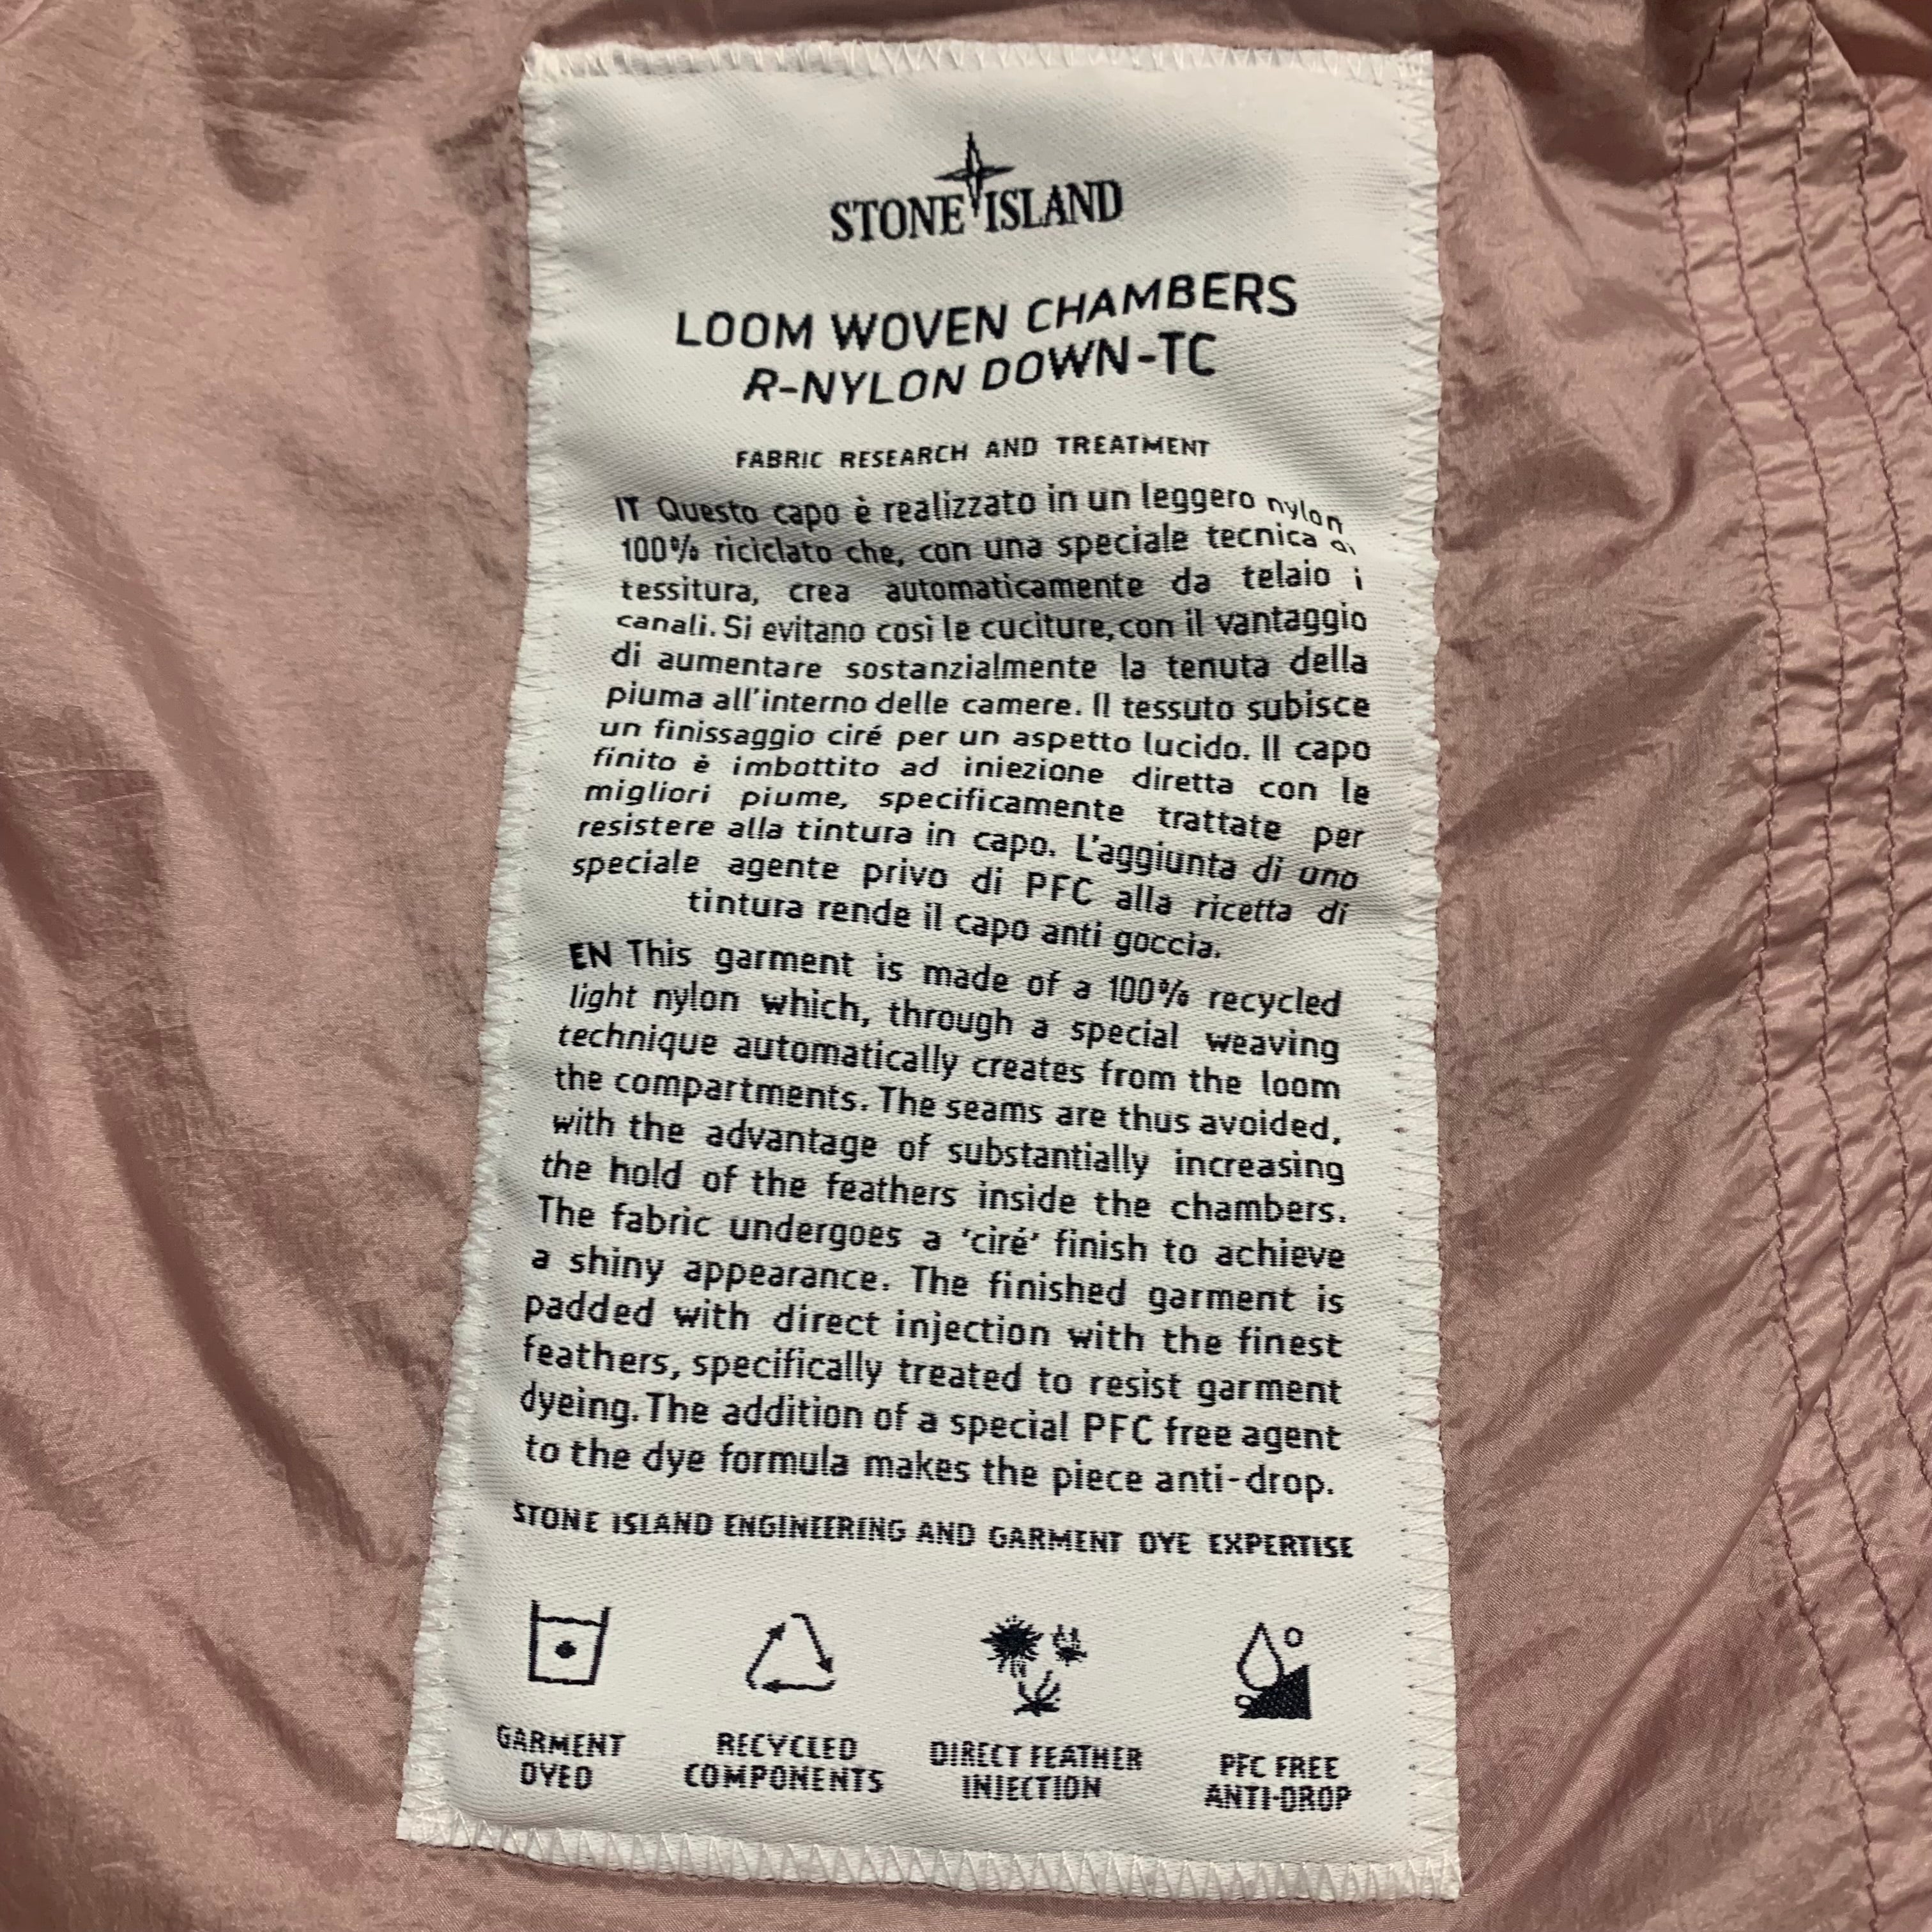 STONE ISLAND
LOOM WOVEN CHAMBERS
R-NYLON DOWN-TC
FABRIC RESEARCH AND TREATMENT
IT Questo capo è realizzato in un leggero nylon
100% riciclato che, con una speciale tecnica di
tessitura, crea automaticamente da telaio i
canali. Si evitano così le cuciture, con il vantaggio
di aumentare sostanzialmente la tenuta della
piuma all'interno delle camere. Il tessuto subisce
un finissaggio ciré per un aspetto lucido. Il capo
finito è imbottito ad iniezione diretta con le
migliori piume, specificamente trattate per
resistere alla tintura in capo. L'aggiunta di uno
speciale agente privo di PFC alla ricetta di
tintura rende il capo anti goccia.
EN This garment is made of a 100% recycled
light nylon which, through a special weaving
technique automatically creates from the loom
the compartments. The seams are thus avoided,
with the advantage of substantially increasing
the hold of the feathers inside the chambers.
The fabric undergoes a 'ciré' finish to achieve
a shiny appearance. The finished garment is
padded with direct injection with the finest
feathers, specifically treated to resist garment
dyeing. The addition of a special PFC free agent
to the dye formula makes the piece anti-drop.
STONE ISLAND ENGINEERING AND GARMENT DYE EXPERTISE
GARMENT
DYED
RECYCLED
COMPONENTS
DIRECT FEATHER
INJECTION
PFC FREE
ANTI-DROP